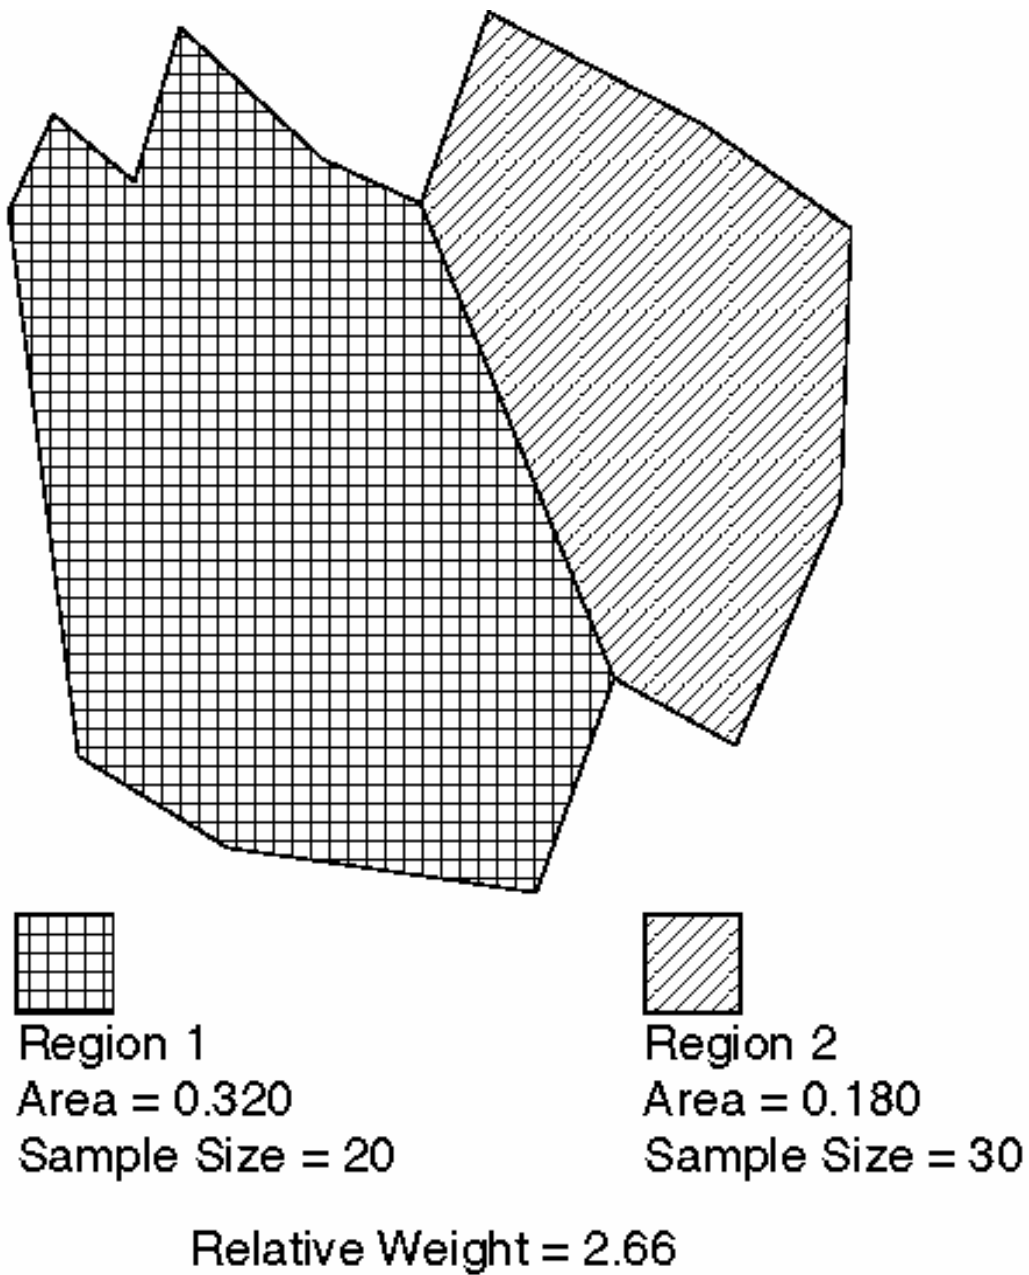 Region 1
Area = 0.320
Sample Size = 20
Region 2
Area = 0.180
Sample Size = 30
Relative Weight = 2.66